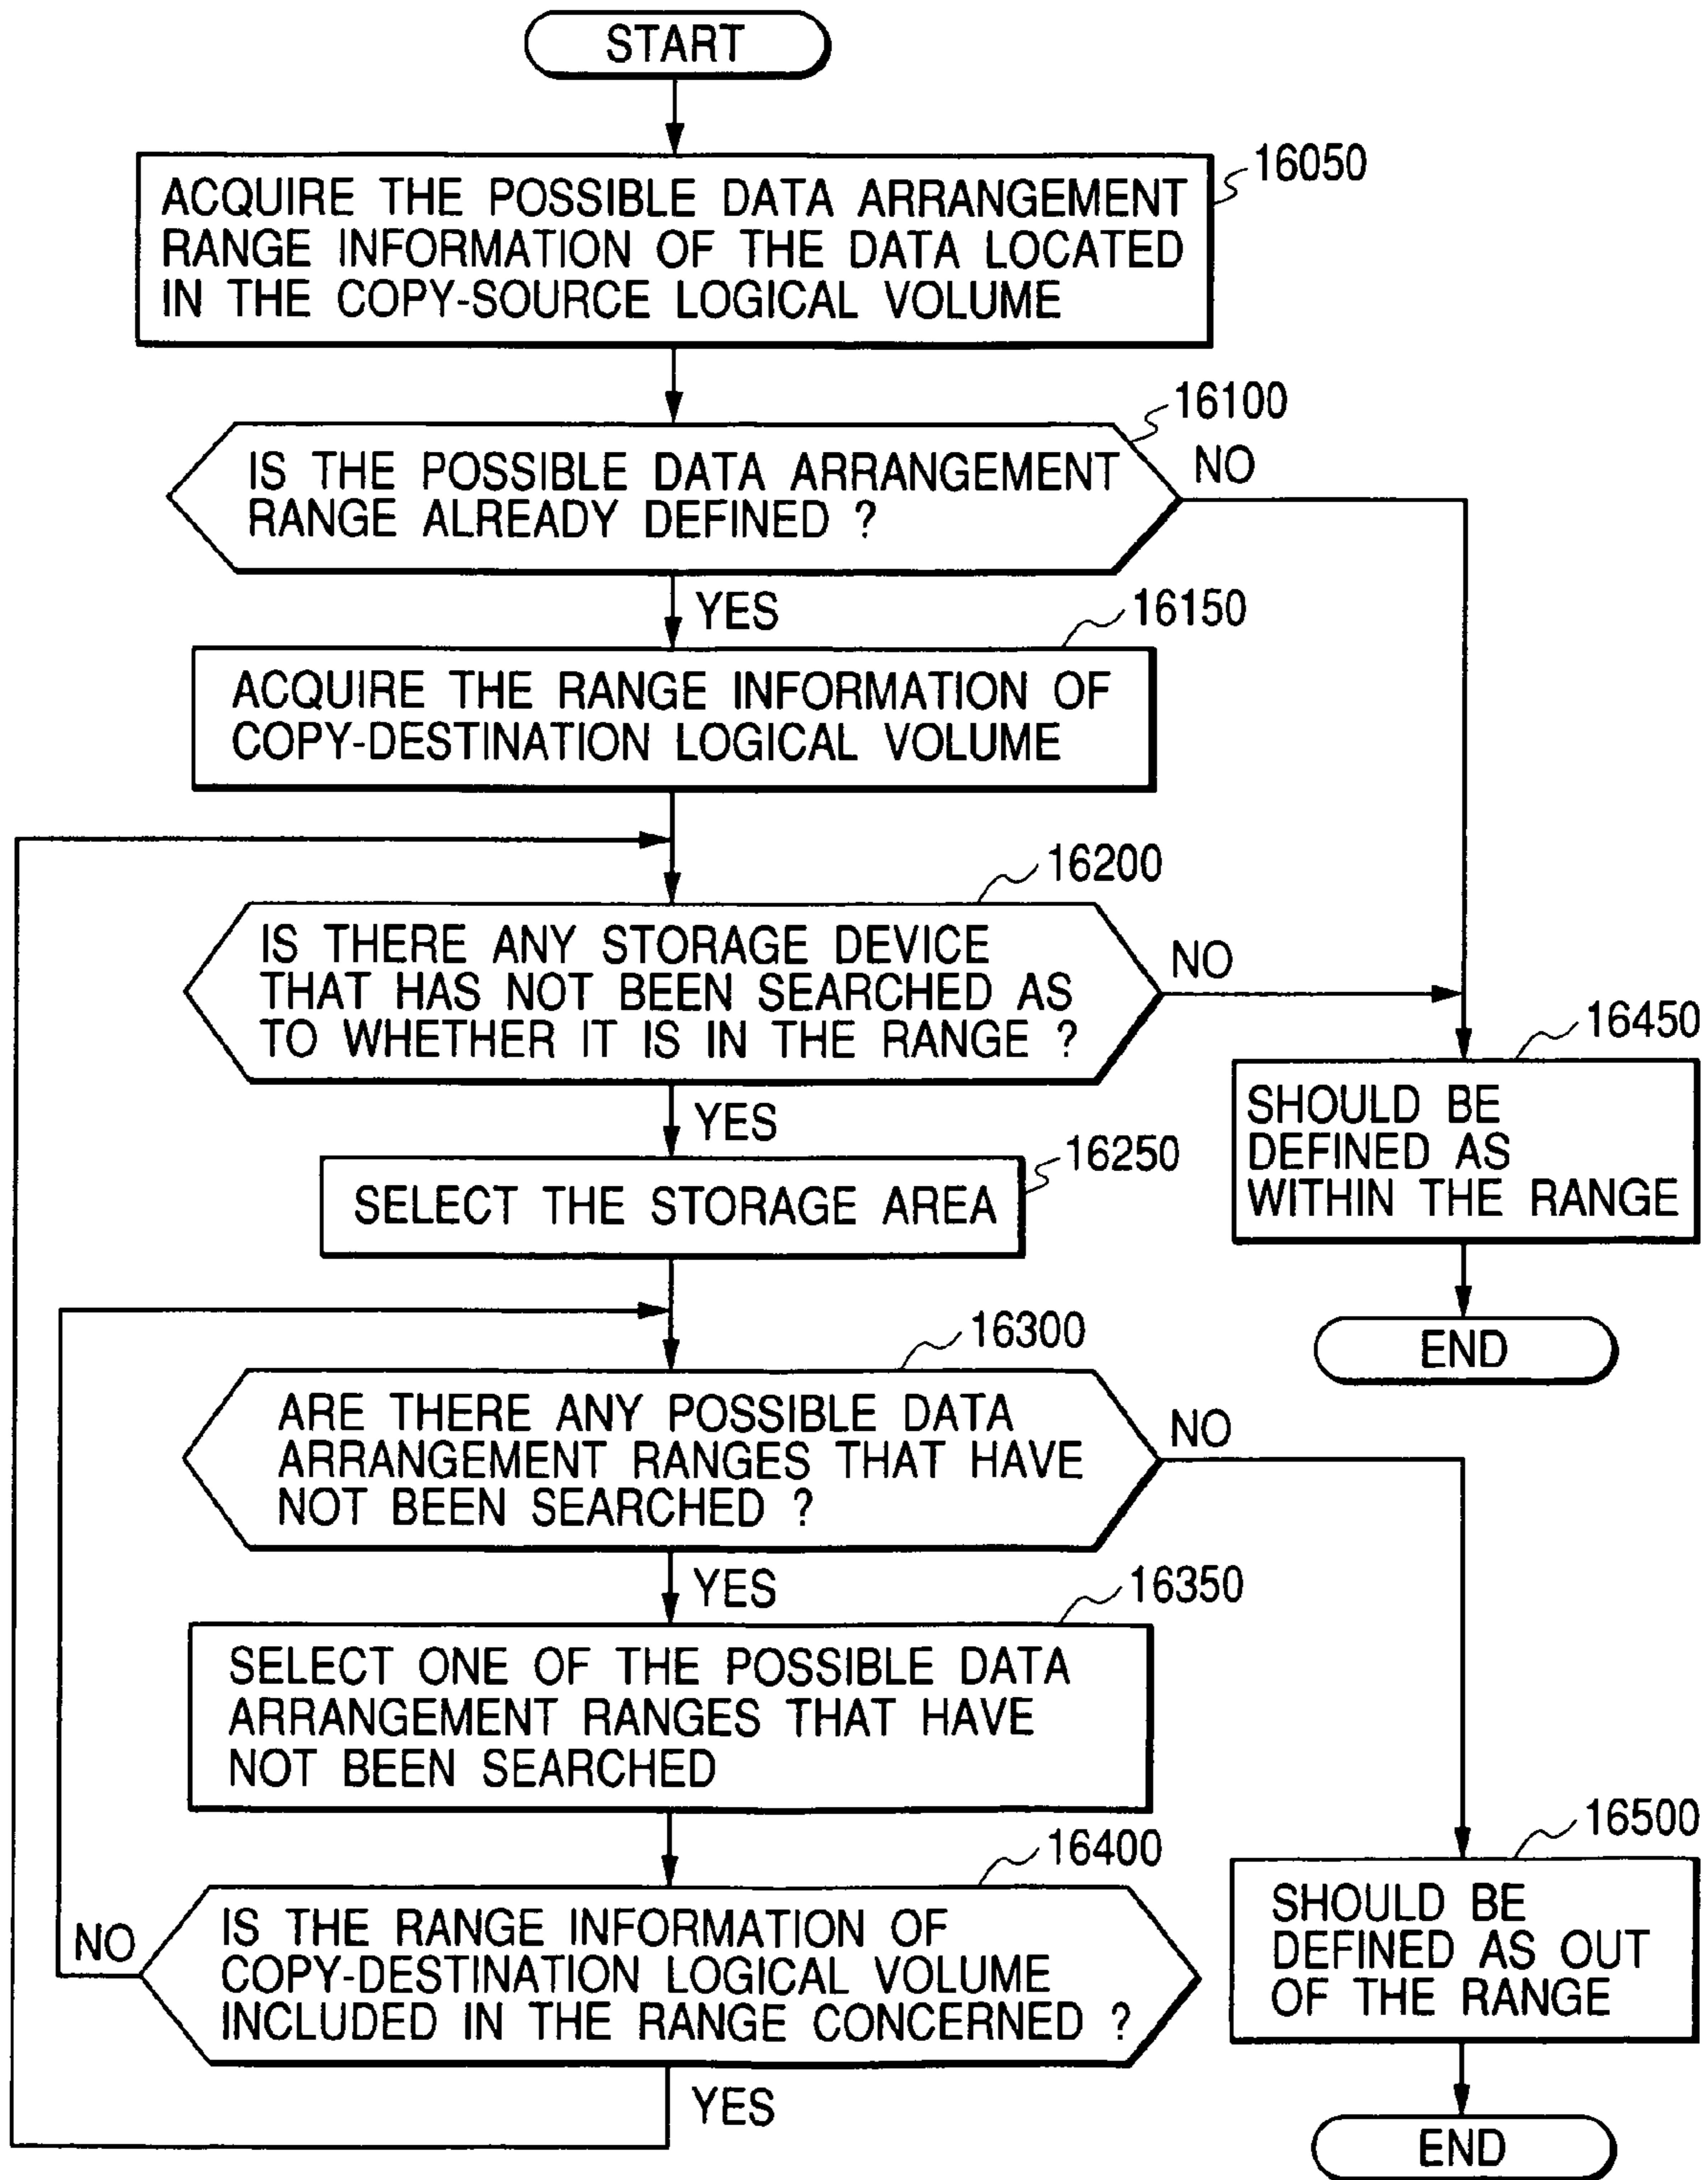 START
16050
ACQUIRE THE POSSIBLE DATA ARRANGEMENT
RANGE INFORMATION OF THE DATA LOCATED
IN THE COPY-SOURCE LOGICAL VOLUME
16100
IS THE POSSIBLE DATA ARRANGEMENT
RANGE ALREADY DEFINED ?
NO
YES
16150
ACQUIRE THE RANGE INFORMATION OF
COPY-DESTINATION LOGICAL VOLUME
16200
IS THERE ANY STORAGE DEVICE
THAT HAS NOT BEEN SEARCHED AS
TO WHETHER IT IS IN THE RANGE ?
NO
YES
16450
SHOULD BE
DEFINED AS
WITHIN THE RANGE
END
16250
SELECT THE STORAGE AREA
16300
ARE THERE ANY POSSIBLE DATA
ARRANGEMENT RANGES THAT HAVE
NOT BEEN SEARCHED ?
NO
YES
16350
SELECT ONE OF THE POSSIBLE DATA
ARRANGEMENT RANGES THAT HAVE
NOT BEEN SEARCHED
16400
IS THE RANGE INFORMATION OF
COPY-DESTINATION LOGICAL VOLUME
INCLUDED IN THE RANGE CONCERNED ?
NO
YES
16500
SHOULD BE
DEFINED AS OUT
OF THE RANGE
END